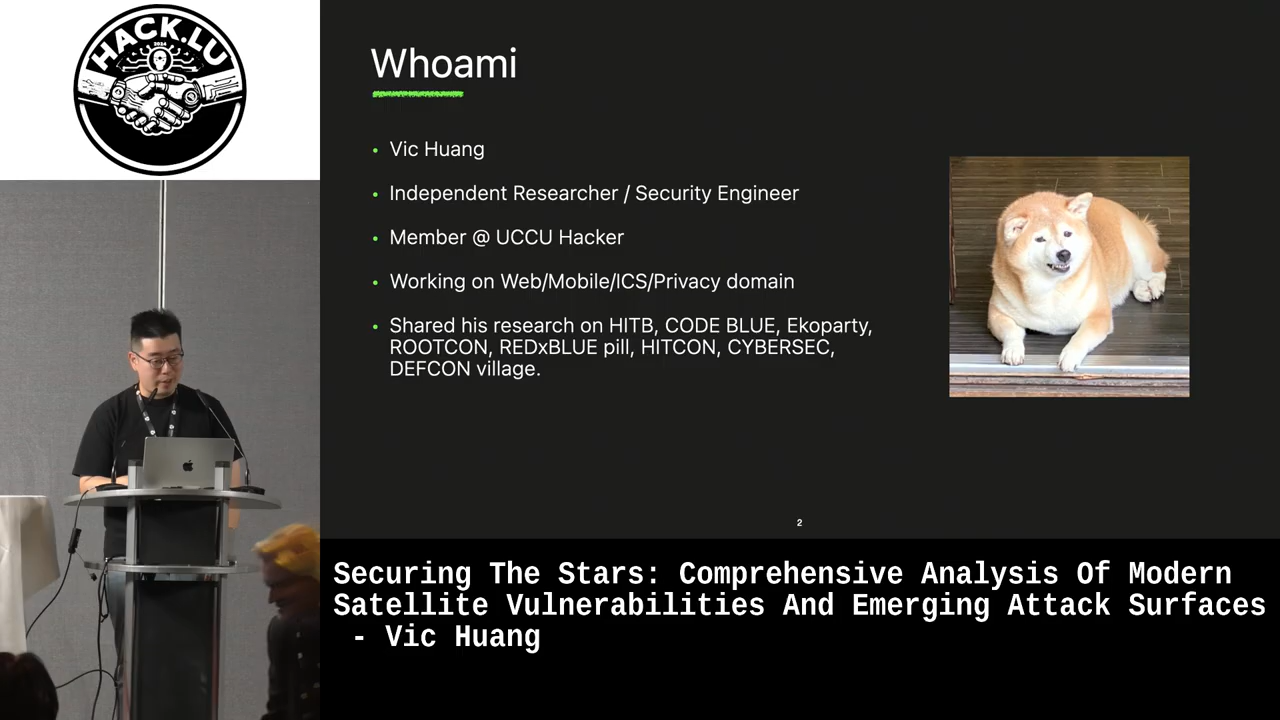 HACK.LU
2024
Whoami
• Vic Huang
• Independent Researcher / Security Engineer
• Member @ UCCU Hacker
• Working on Web/Mobile/ICS/Privacy domain
• Shared his research on HITB, CODE BLUE, Ekoparty,
ROOTCON, REDxBLUE pill, HITCON, CYBERSEC,
DEFCON village.
2
Securing The Stars: Comprehensive Analysis Of Modern
Satellite Vulnerabilities And Emerging Attack Surfaces
- Vic Huang